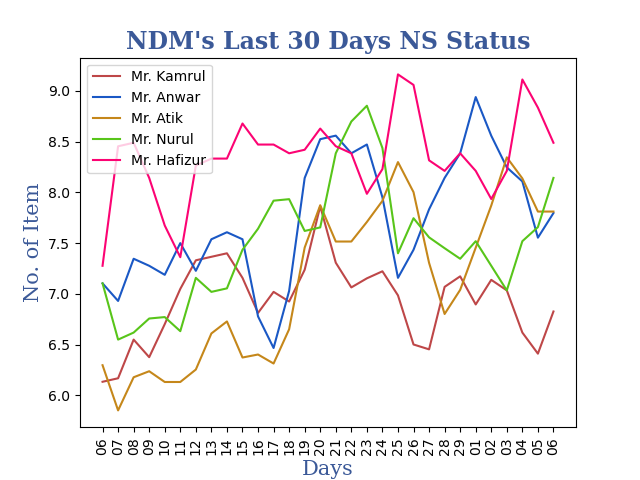 NDM's Last 30 Days NS Status
Mr. Kamrul
Mr. Anwar
Mr. Atik
Mr. Nurul
Mr. Hafizur
No. of Item
9.0
8.5
8.0
7.5
7.0
6.5
6.0
06 07 08 09 10 11 12 13 14 15 16 17 18 19 20 21 22 23 24 25 26 27 28 29 01 02 03 04 05 06
Days